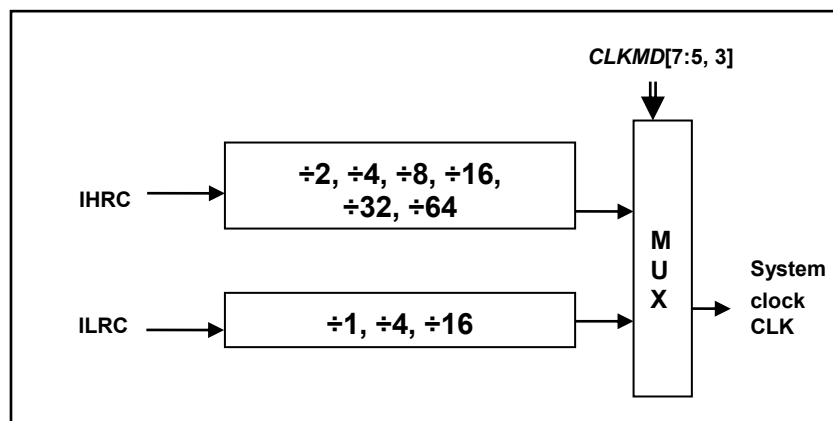 CLKMD[7:5, 3]
IHRC
÷2, ÷4, ÷8, ÷16,
÷32, ÷64
ILRC
÷1, ÷4, ÷16
M
U
X
System
clock
CLK